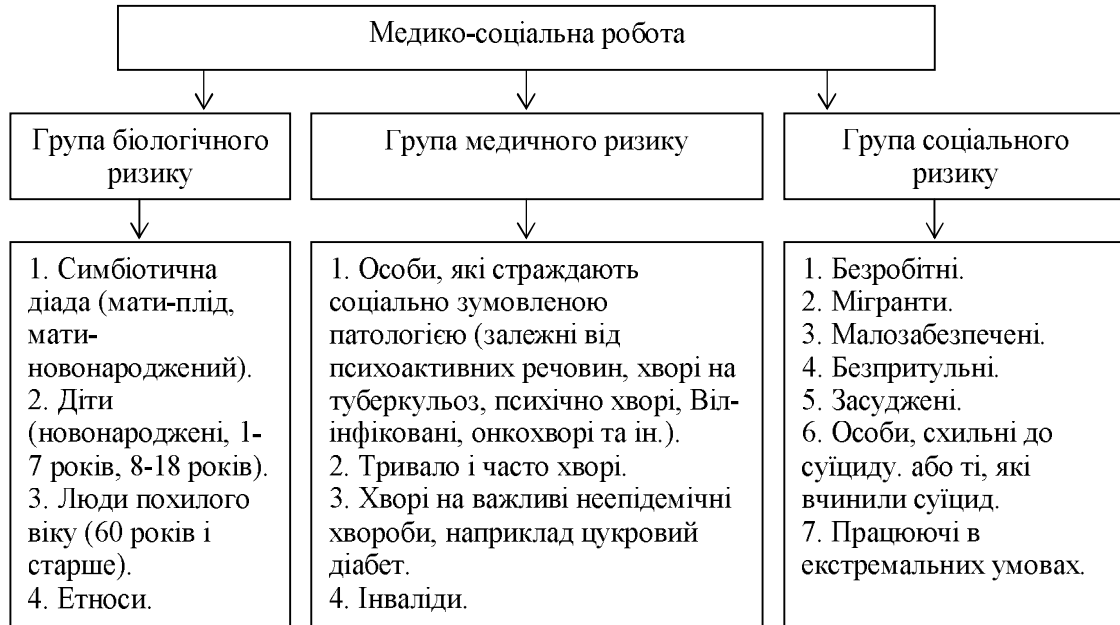 Медико-соціальна робота
Група біологічного
ризику
Група медичного ризику
Група соціального
ризику
1. Симбіотична
діада (мати-плід,
мати-
новонароджений).
2. Діти
(новонароджені, 1-
7 років, 8-18 років).
3. Люди похилого
віку (60 років і
старше).
4. Етноси.
1. Особи, які страждають
соціально зумовленою
патологією (залежні від
психоактивних речовин, хворі на
туберкульоз, психічно хворі, Віл-
інфіковані, онкохворі та ін.).
2. Тривало і часто хворі.
3. Хворі на важливі неепідемічні
хвороби, наприклад цукровий
діабет.
4. Інваліди.
1. Безробітні.
2. Мігранти.
3. Малозабезпечені.
4. Безпритульні.
5. Засуджені.
6. Особи, схильні до
суїциду. або ті, які
вчинили суїцид.
7. Працюючі в
екстремальних умовах.